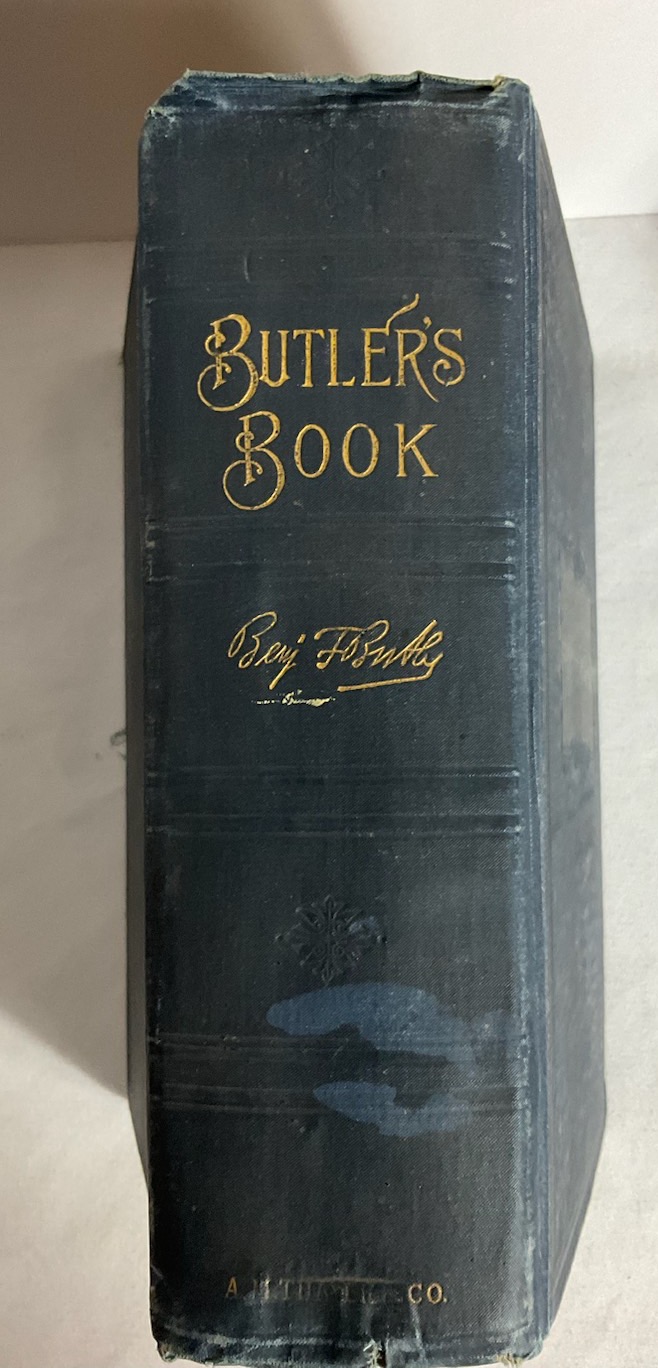 BUTLER'S
BOOK
Benj F Butler
A CO.